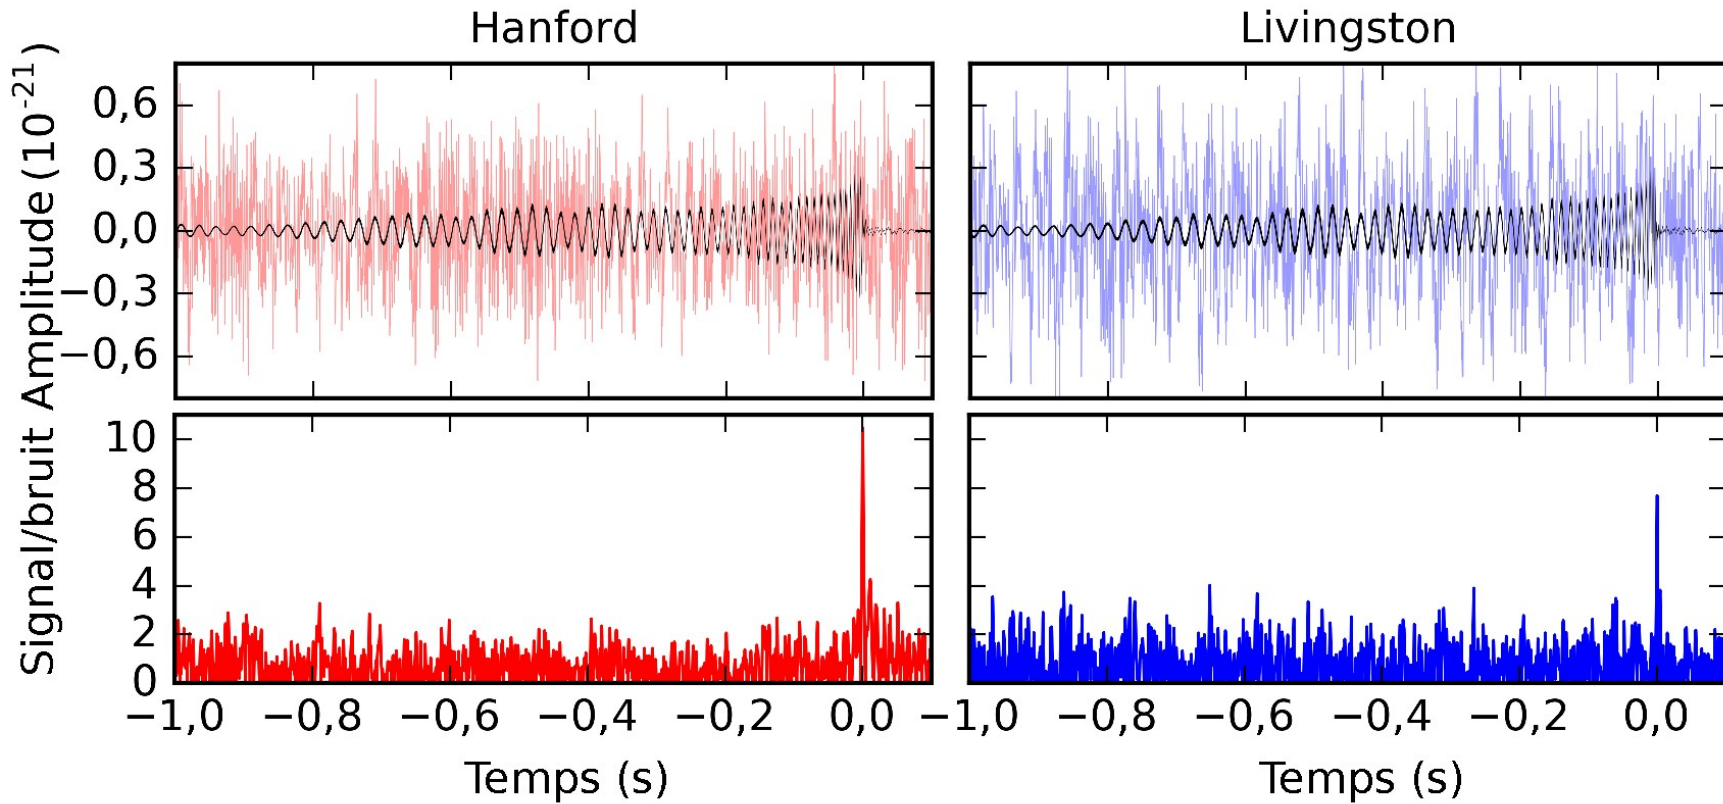 Hanford
Livingston
Amplitude (10⁻²¹)
0,6
0,3
0,0
−0,3
−0,6
Signal/bruit
10
8
6
4
2
0
−1,0 −0,8 −0,6 −0,4 −0,2 0,0
−1,0 −0,8 −0,6 −0,4 −0,2 0,0
Temps (s)
Temps (s)